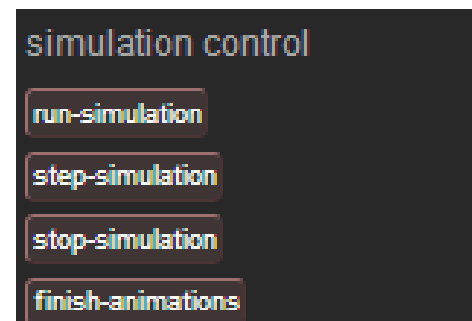 simulation control
run-simulation
step-simulation
stop-simulation
finish-animations